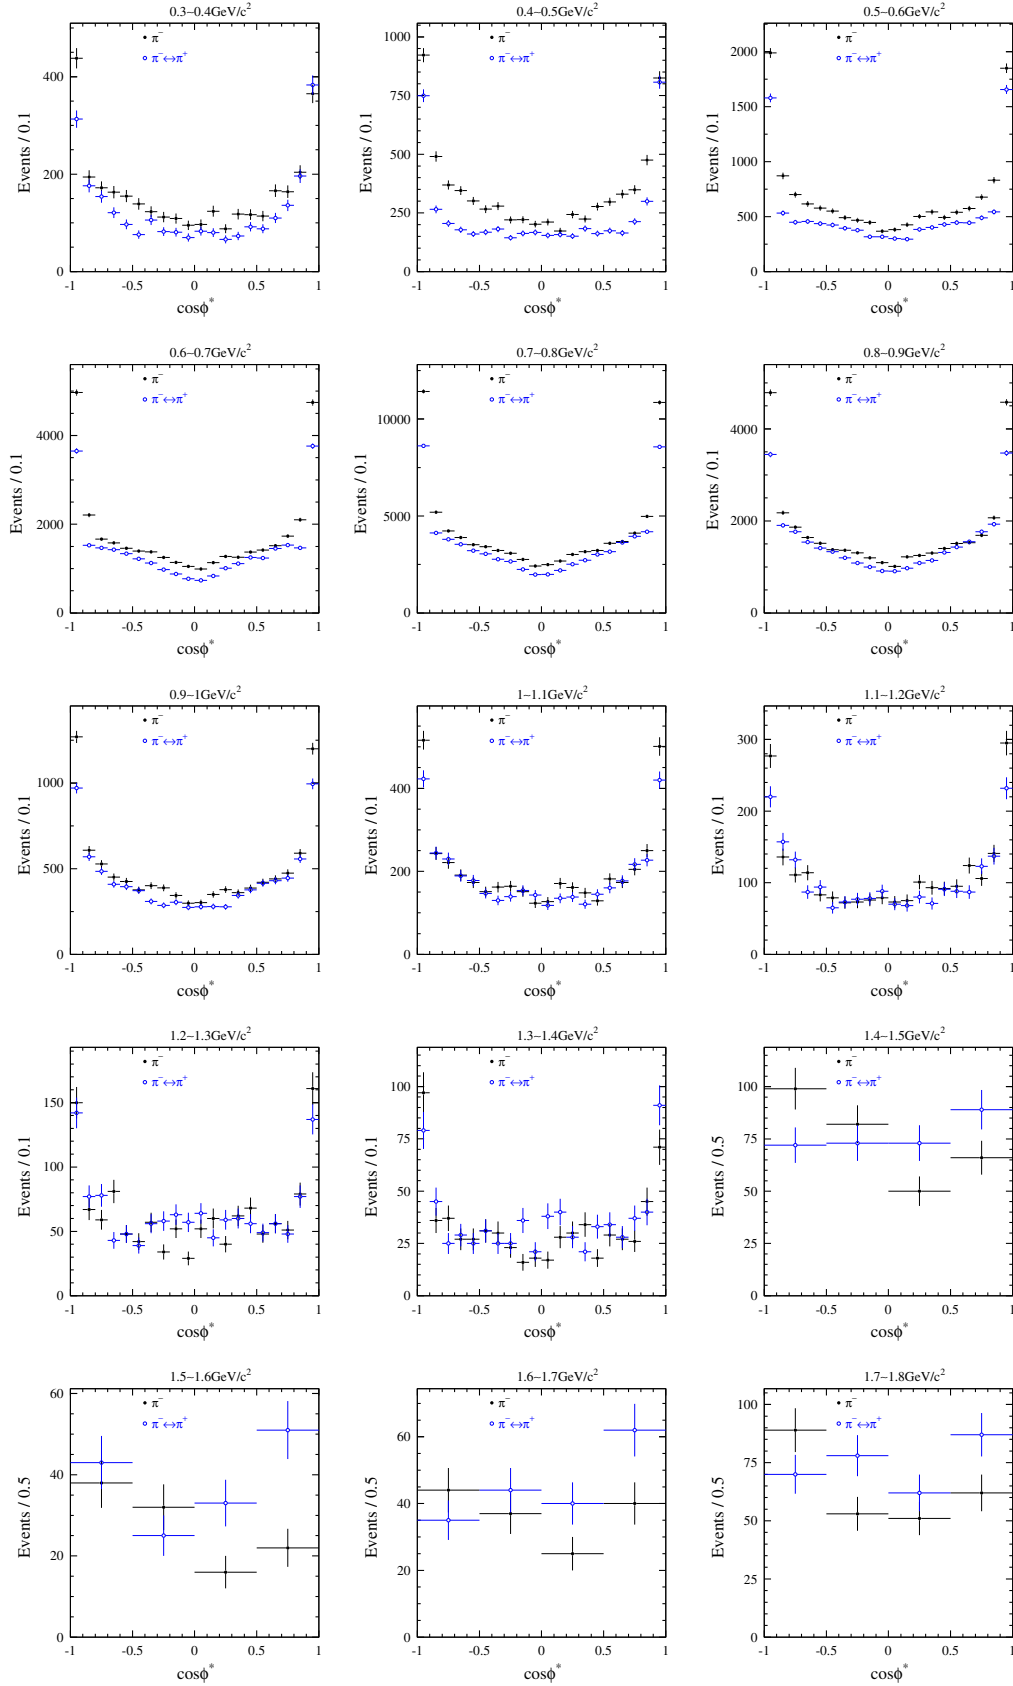 0.3~0.4GeV/c²
π⁻
π⁻↔π⁺
Events / 0.1
0 200 400
-1 -0.5 0 0.5 1
cosϕ*
0.4~0.5GeV/c²
π⁻
π⁻↔π⁺
Events / 0.1
0 250 500 750 1000
-1 -0.5 0 0.5 1
cosϕ*
0.5~0.6GeV/c²
π⁻
π⁻↔π⁺
Events / 0.1
0 500 1000 1500 2000
-1 -0.5 0 0.5 1
cosϕ*
0.6~0.7GeV/c²
π⁻
π⁻↔π⁺
Events / 0.1
0 2000 4000
-1 -0.5 0 0.5 1
cosϕ*
0.7~0.8GeV/c²
π⁻
π⁻↔π⁺
Events / 0.1
0 5000 10000
-1 -0.5 0 0.5 1
cosϕ*
0.8~0.9GeV/c²
π⁻
π⁻↔π⁺
Events / 0.1
0 2000 4000
-1 -0.5 0 0.5 1
cosϕ*
0.9~1GeV/c²
π⁻
π⁻↔π⁺
Events / 0.1
0 500 1000
-1 -0.5 0 0.5 1
cosϕ*
1~1.1GeV/c²
π⁻
π⁻↔π⁺
Events / 0.1
0 200 400
-1 -0.5 0 0.5 1
cosϕ*
1.1~1.2GeV/c²
π⁻
π⁻↔π⁺
Events / 0.1
0 100 200 300
-1 -0.5 0 0.5 1
cosϕ*
1.2~1.3GeV/c²
π⁻
π⁻↔π⁺
Events / 0.1
0 50 100 150
-1 -0.5 0 0.5 1
cosϕ*
1.3~1.4GeV/c²
π⁻
π⁻↔π⁺
Events / 0.1
0 25 50 75 100
-1 -0.5 0 0.5 1
cosϕ*
1.4~1.5GeV/c²
π⁻
π⁻↔π⁺
Events / 0.5
0 25 50 75 100
-1 -0.5 0 0.5 1
cosϕ*
1.5~1.6GeV/c²
π⁻
π⁻↔π⁺
Events / 0.5
0 20 40 60
-1 -0.5 0 0.5 1
cosϕ*
1.6~1.7GeV/c²
π⁻
π⁻↔π⁺
Events / 0.5
0 20 40 60
-1 -0.5 0 0.5 1
cosϕ*
1.7~1.8GeV/c²
π⁻
π⁻↔π⁺
Events / 0.5
0 25 50 75 100
-1 -0.5 0 0.5 1
cosϕ*